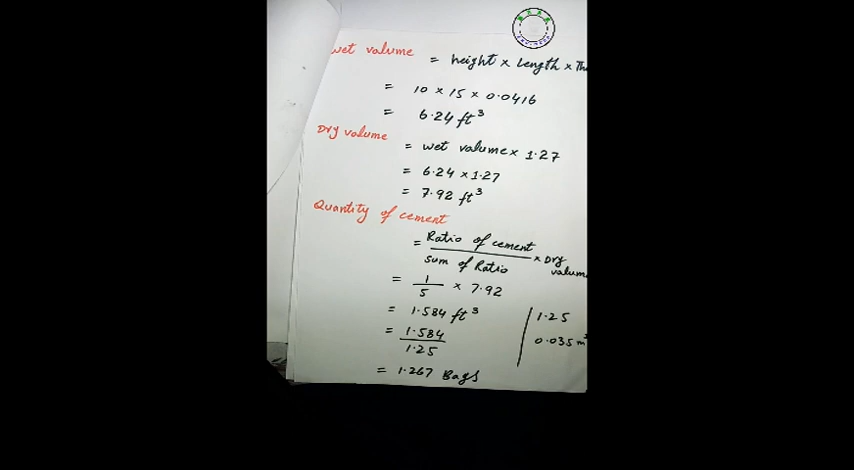 Wet volume = height × Length × Th
= 10 × 15 × 0.0416
= 6.24 ft³
Dry volume
= wet volume × 1.27
= 6.24 × 1.27
= 7.92 ft³
Quantity of cement
= Ratio of cement / sum of Ratio × Dry volume
= 1/5 × 7.92
= 1.584 ft³
= 1.584 / 1.25
= 1.267 Bags
1.25
0.035 m³